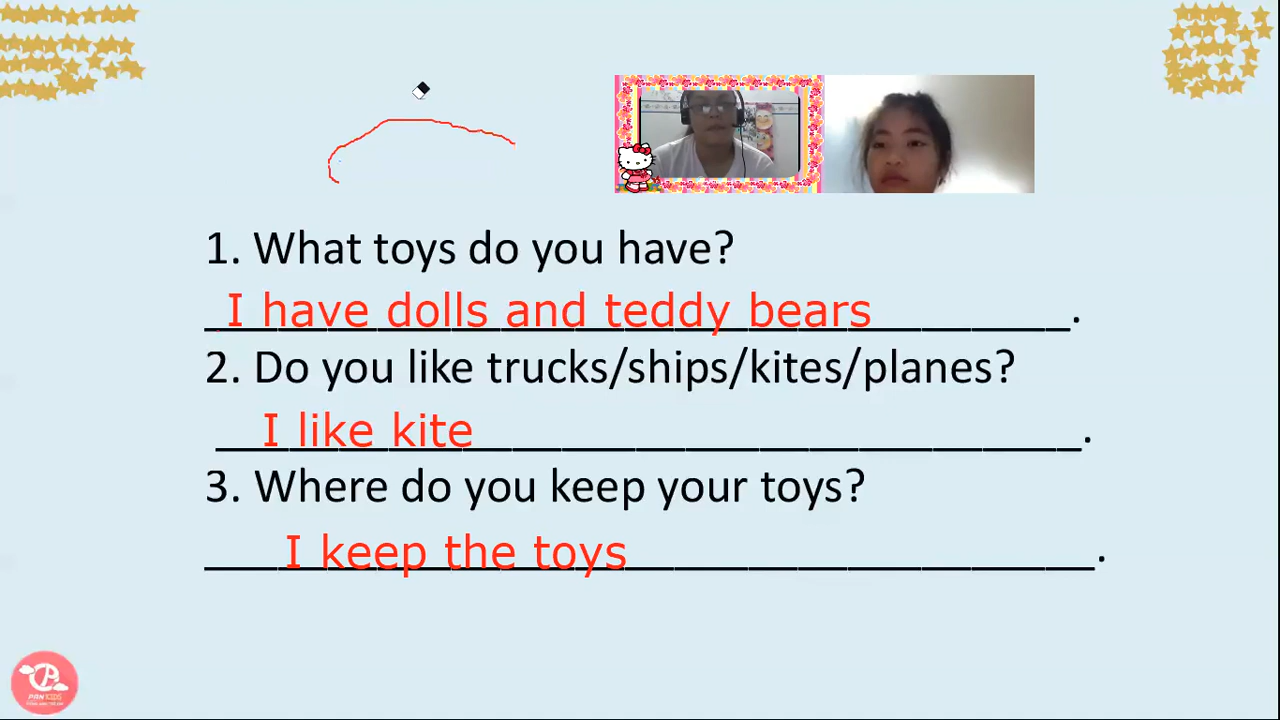 1. What toys do you have?
I have dolls and teddy bears.
2. Do you like trucks/ships/kites/planes?
I like kite.
3. Where do you keep your toys?
I keep the toys.
PANKIDS